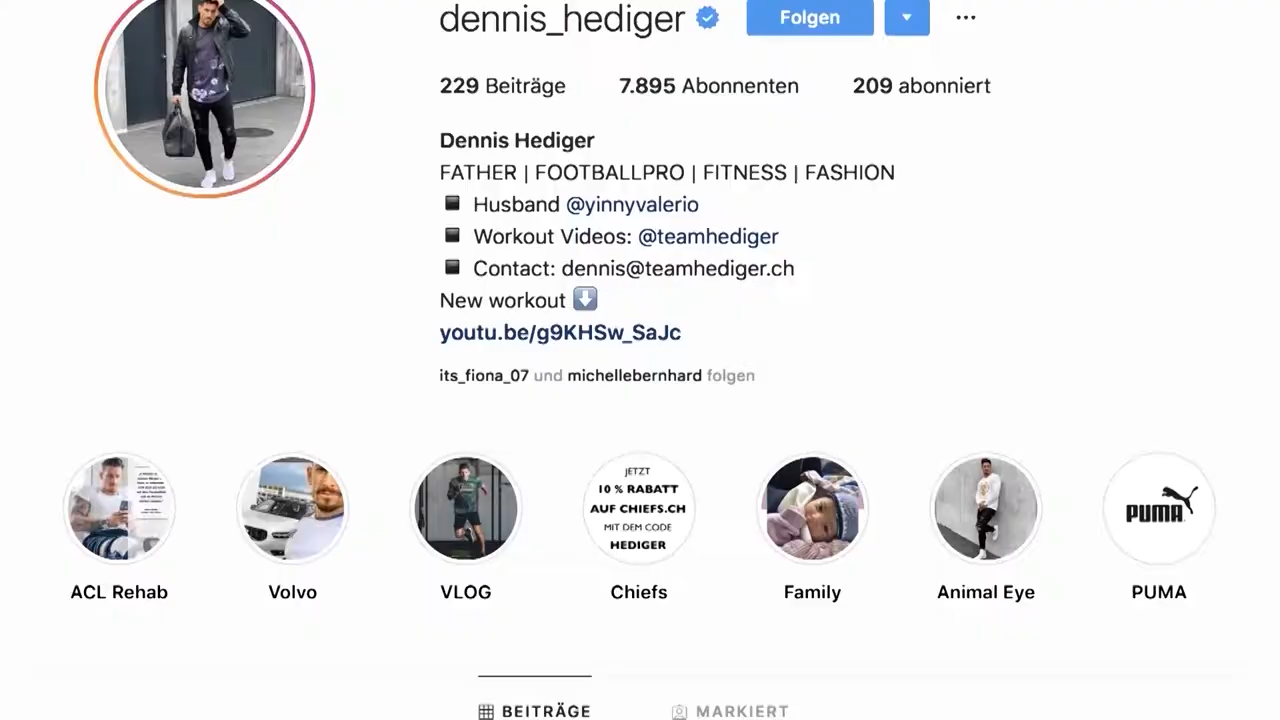 dennis_hediger Folgen
229 Beiträge 7.895 Abonnenten 209 abonniert
Dennis Hediger
FATHER | FOOTBALLPRO | FITNESS | FASHION
Husband @yinnyvalerio
Workout Videos: @teamhediger
Contact: dennis@teamhediger.ch
New workout
youtu.be/g9KHSw_SaJc
its_fiona_07 und michellebernhard folgen
JETZT
10 % RABATT
AUF CHIEFS.CH
MIT DEM CODE
HEDIGER
PUMA
ACL Rehab Volvo VLOG Chiefs Family Animal Eye PUMA
BEITRÄGE MARKIERT